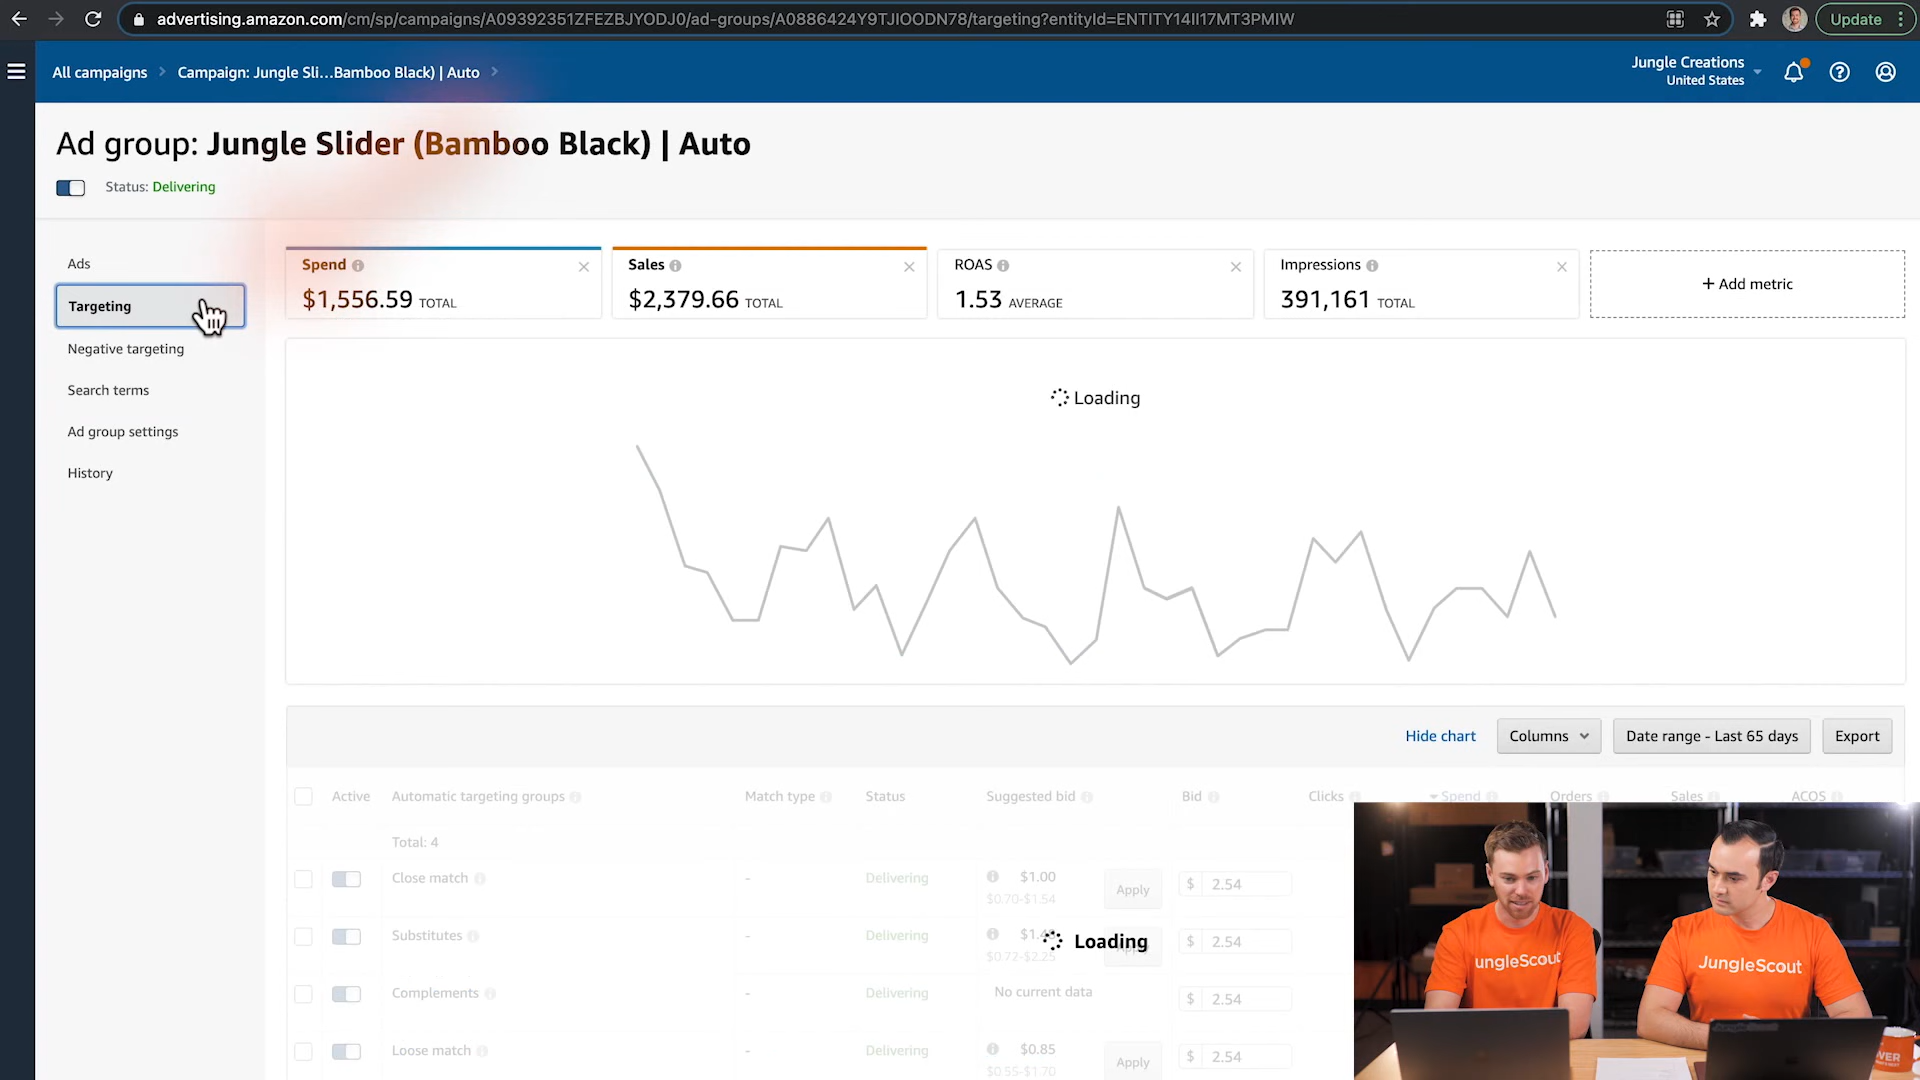 advertising.amazon.com/cm/sp/campaigns/A09392351ZFEZBJYODJ0/ad-groups/A0886424Y9TJIOODN78/targeting?entityId=ENTITY14II17MT3PMIW
Update
All campaigns
Campaign: Jungle Sli...Bamboo Black) | Auto
Jungle Creations
United States
Ad group: Jungle Slider (Bamboo Black) | Auto
Status: Delivering
Ads
Targeting
Negative targeting
Search terms
Ad group settings
History
Spend
$1,556.59 TOTAL
Sales
$2,379.66 TOTAL
ROAS
1.53 AVERAGE
Impressions
391,161 TOTAL
+ Add metric
Loading
Hide chart
Columns
Date range - Last 65 days
Export
Active Automatic targeting groups Match type Status Suggested bid Bid Clicks Spend Orders Sales ACOS
Total: 4
Close match - Delivering $1.00 Apply $ 2.54
$0.70-$1.54
Substitutes - Delivering $ 2.54
$0.72-$2.25
Loading
Complements - Delivering No current data $ 2.54
Loose match - Delivering $0.85 Apply $ 2.54
$0.55-$1.70
ungleScout
JungleScout